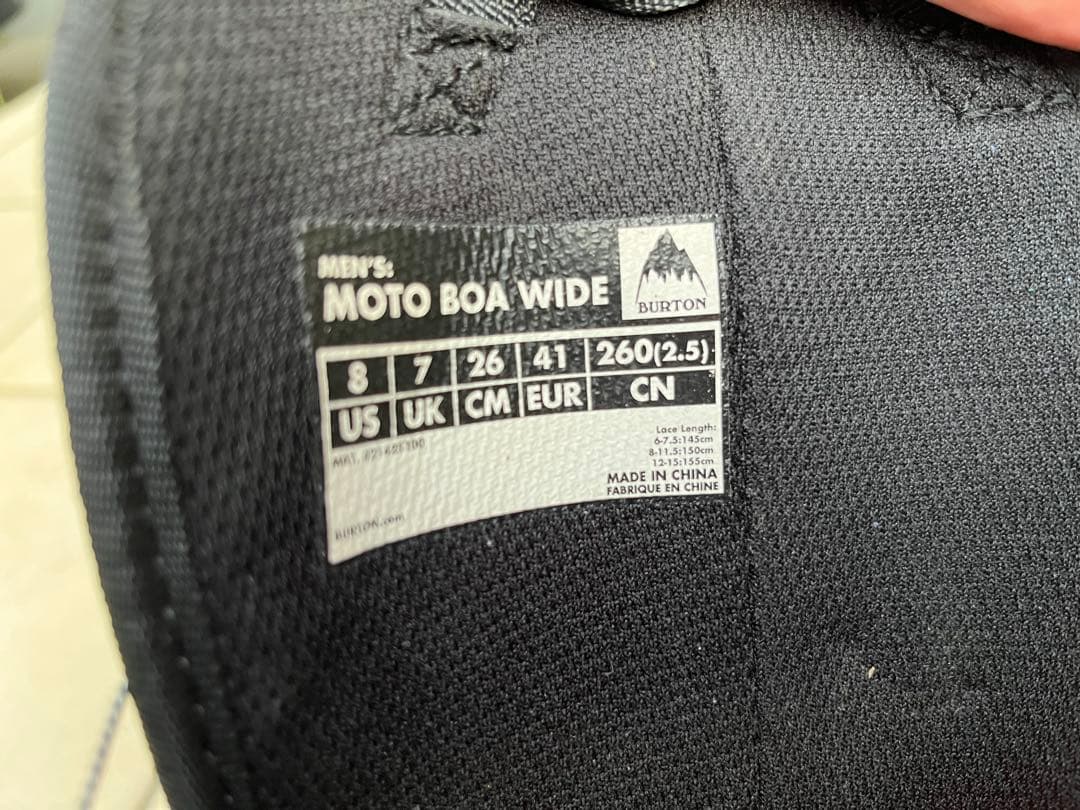 MEN'S:
MOTO BOA WIDE
BURTON
8 7 26 41 260(2.5)
US UK CM EUR CN
Lace Length:
6-7.5:145cm
8-11.5:150cm
12-15:155cm
MADE IN CHINA
FABRIQUE EN CHINE
MAT.
BURTON.com